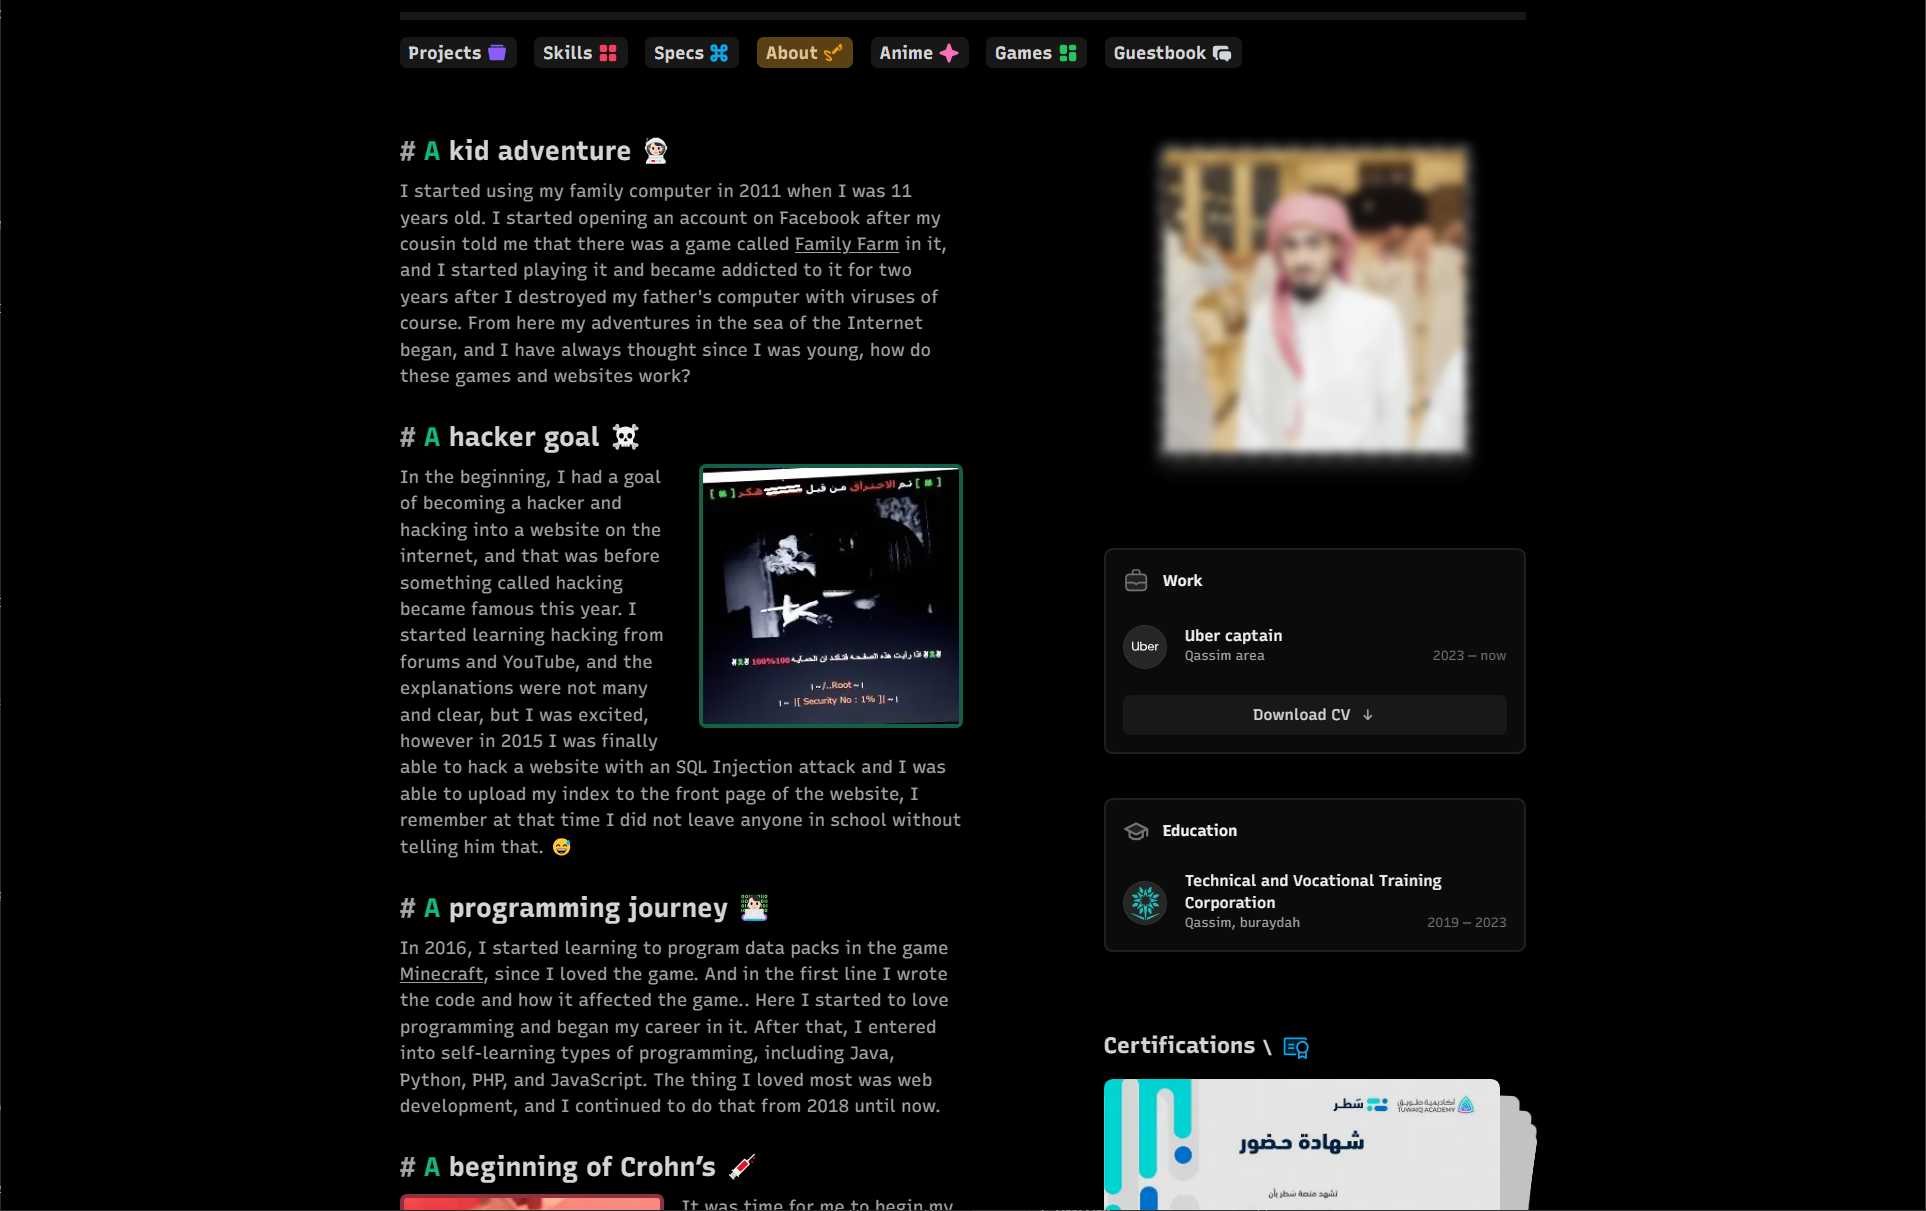 Projects
Skills
Specs
About
Anime
Games
Guestbook
# A kid adventure
I started using my family computer in 2011 when I was 11
years old. I started opening an account on Facebook after my
cousin told me that there was a game called Family Farm in it,
and I started playing it and became addicted to it for two
years after I destroyed my father's computer with viruses of
course. From here my adventures in the sea of the Internet
began, and I have always thought since I was young, how do
these games and websites work?
# A hacker goal
In the beginning, I had a goal
of becoming a hacker and
hacking into a website on the
internet, and that was before
something called hacking
became famous this year. I
started learning hacking from
forums and YouTube, and the
explanations were not many
and clear, but I was excited,
however in 2015 I was finally
able to hack a website with an SQL Injection attack and I was
able to upload my index to the front page of the website, I
remember at that time I did not leave anyone in school without
telling him that. 😅
[ ] تم الاختراق من قبل هكر [ ]
اذا رأيت هذه الصفحة فتأكد ان الحماية 100%100
|~/..Root~|
|~ |[ Security No : 1% ]| ~|
# A programming journey
In 2016, I started learning to program data packs in the game
Minecraft, since I loved the game. And in the first line I wrote
the code and how it affected the game.. Here I started to love
programming and began my career in it. After that, I entered
into self-learning types of programming, including Java,
Python, PHP, and JavaScript. The thing I loved most was web
development, and I continued to do that from 2018 until now.
# A beginning of Crohn's
It was time for me to begin my
Work
Uber
Uber captain
Qassim area
2023 — now
Download CV ↓
Education
Technical and Vocational Training
Corporation
Qassim, buraydah
2019 — 2023
Certifications \
سَطر
أكاديمية طويق
TUWAIQ ACADEMY
شهادة حضور
تشهد منصة سطر بأن